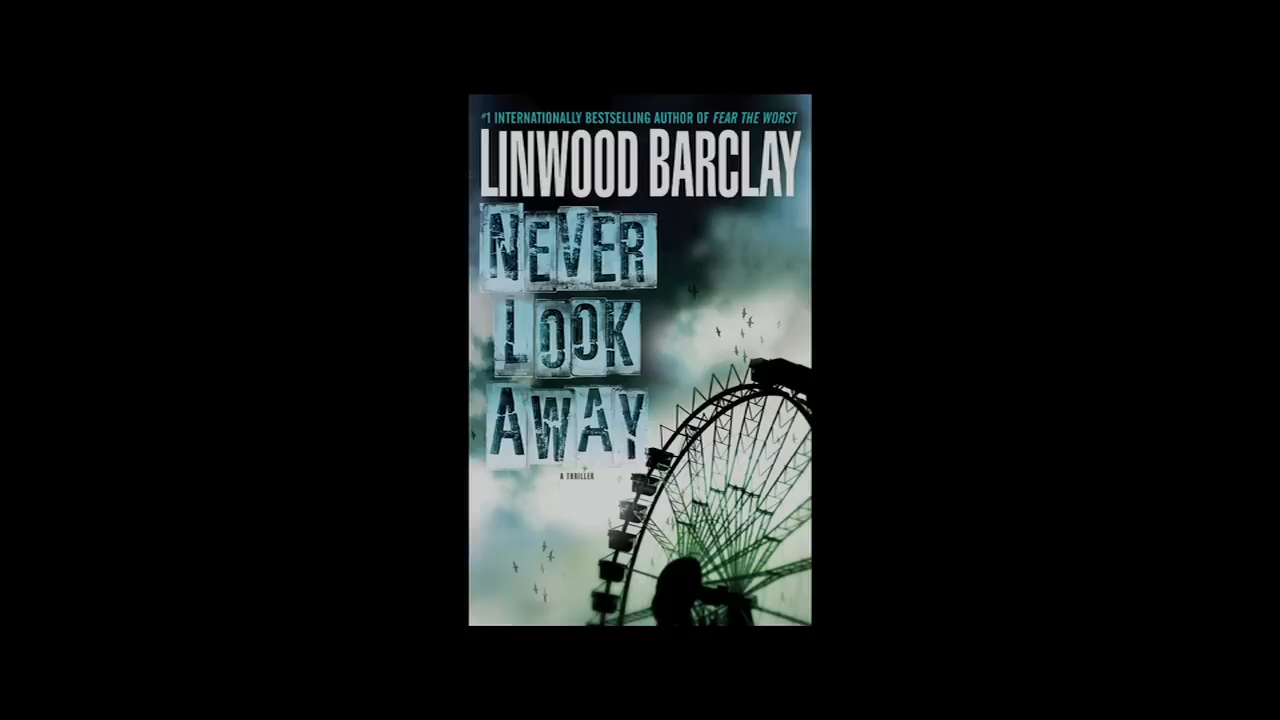 #1 INTERNATIONALLY BESTSELLING AUTHOR OF FEAR THE WORST
LINWOOD BARCLAY
NEVER
LOOK
AWAY
A THRILLER